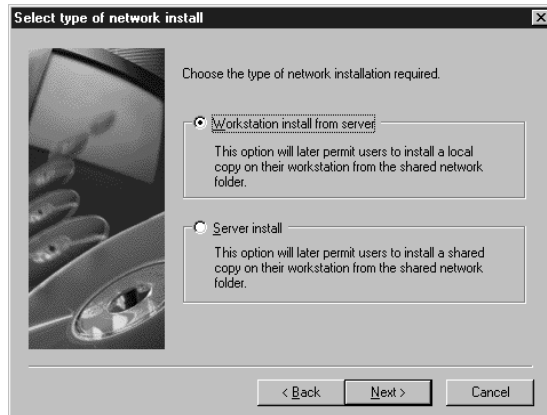 Select type of network install
Choose the type of network installation required.
Workstation install from server
This option will later permit users to install a local
copy on their workstation from the shared network
folder.
Server install
This option will later permit users to install a shared
copy on their workstation from the shared network
folder.
< Back
Next >
Cancel